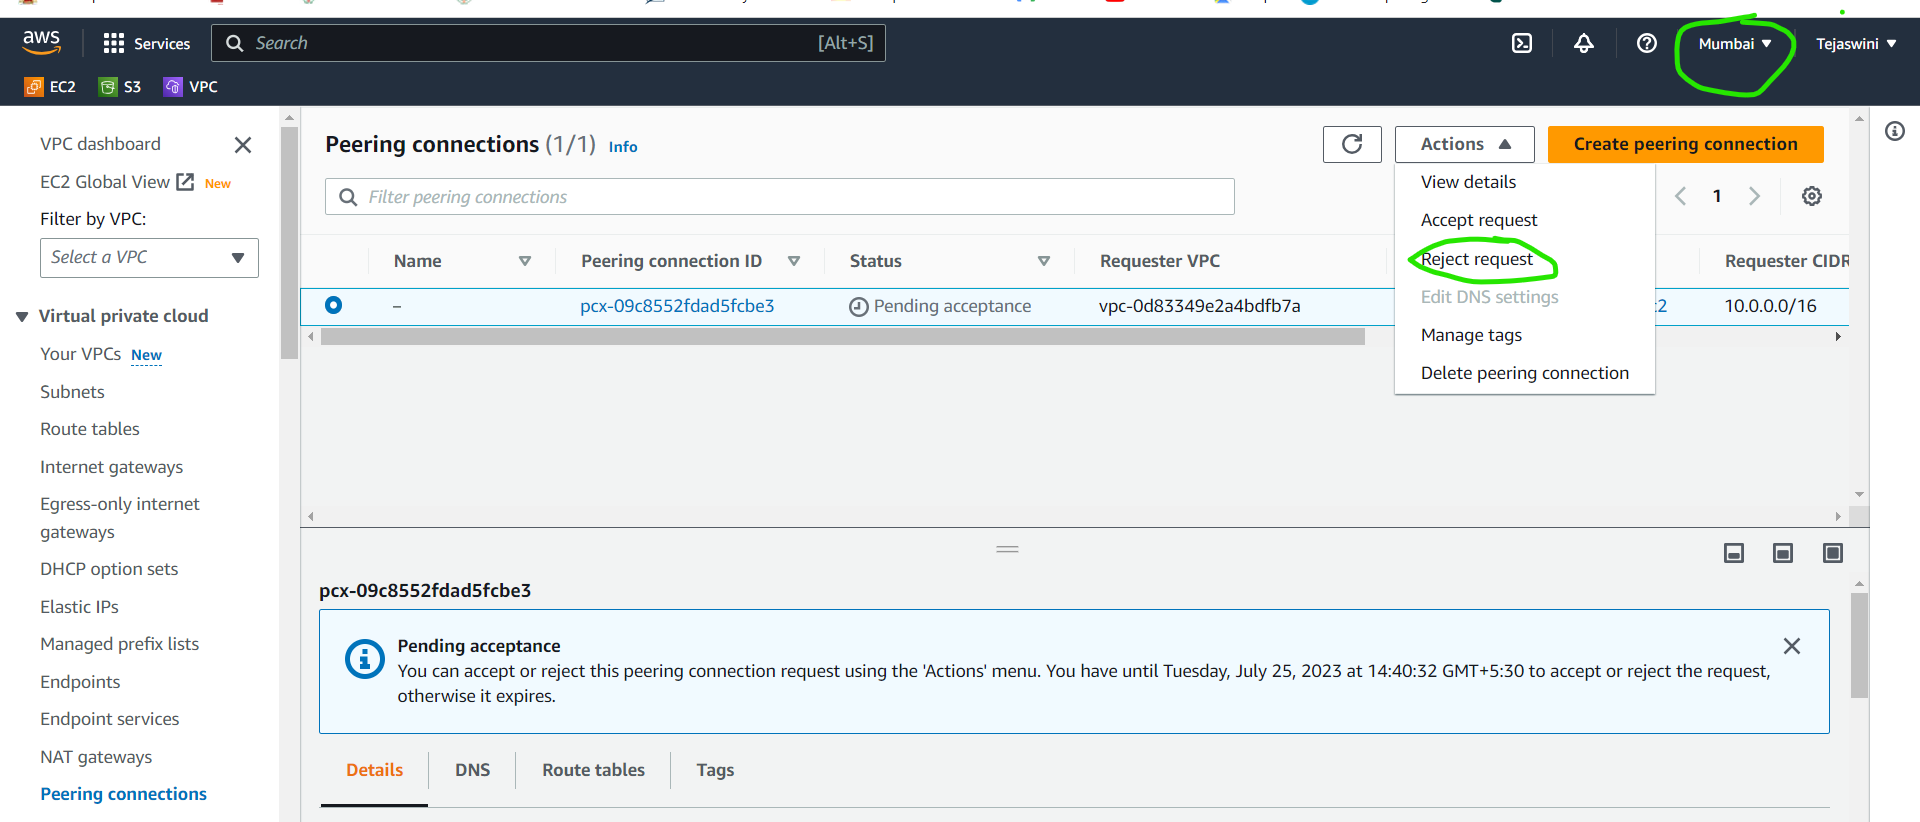 aws
Services
Search
[Alt+S]
Mumbai
Tejaswini
EC2
S3
VPC
VPC dashboard
EC2 Global View New
Filter by VPC:
Select a VPC
Virtual private cloud
Your VPCs New
Subnets
Route tables
Internet gateways
Egress-only internet
gateways
DHCP option sets
Elastic IPs
Managed prefix lists
Endpoints
Endpoint services
NAT gateways
Peering connections
Peering connections (1/1) Info
Actions
Create peering connection
Filter peering connections
1
View details
Accept request
Reject request
Edit DNS settings
Manage tags
Delete peering connection
Name
Peering connection ID
Status
Requester VPC
Requester CIDR
–
pcx-09c8552fdad5fcbe3
Pending acceptance
vpc-0d83349e2a4bdfb7a
10.0.0.0/16
pcx-09c8552fdad5fcbe3
Pending acceptance
You can accept or reject this peering connection request using the 'Actions' menu. You have until Tuesday, July 25, 2023 at 14:40:32 GMT+5:30 to accept or reject the request,
otherwise it expires.
Details
DNS
Route tables
Tags